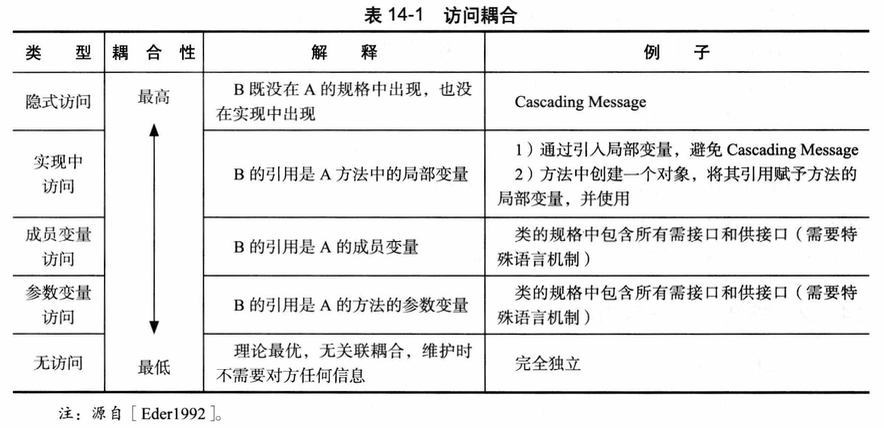 表 14-1 访问耦合
类 型 耦 合 性 解 释 例 子
隐式访问 最高 B 既没在 A 的规格中出现，也没
在实现中出现 Cascading Message
实现中
访问 B 的引用是 A 方法中的局部变量 1）通过引入局部变量，避免 Cascading Message
2）方法中创建一个对象，将其引用赋予方法的
局部变量，并使用
成员变量
访问 B 的引用是 A 的成员变量 类的规格中包含所有需接口和供接口（需要特
殊语言机制）
参数变量
访问 B 的引用是 A 的方法的参数变量 类的规格中包含所有需接口和供接口（需要特
殊语言机制）
无访问 最低 理论最优，无关联耦合，维护时
不需要对方任何信息 完全独立
注：源自［Eder1992］。